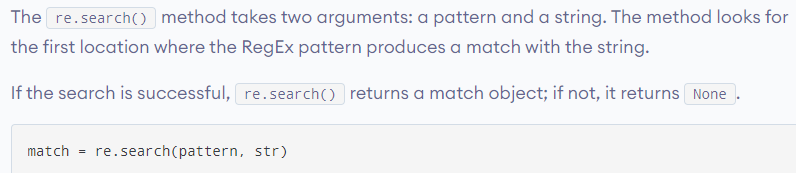 The re.search() method takes two arguments: a pattern and a string. The method looks for
the first location where the RegEx pattern produces a match with the string.
If the search is successful, re.search() returns a match object; if not, it returns None.
match = re.search(pattern, str)